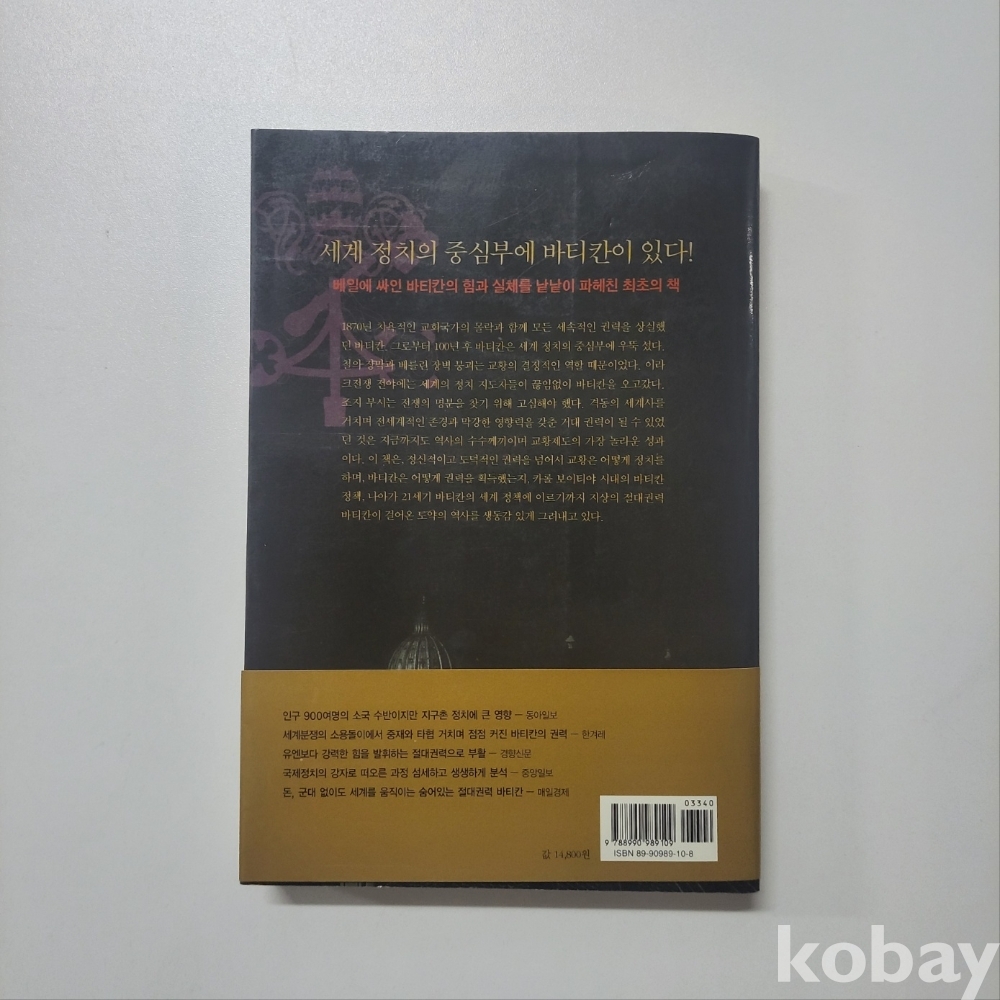 세계 정치의 중심부에 바티칸이 있다!
베일에 싸인 바티칸의 힘과 실체를 낱낱이 파헤친 최초의 책
1870년 치욕적인 교회국가의 몰락과 함께 모든 세속적인 권력을 상실했
던 바티칸. 그로부터 100년 후 바티칸은 세계 정치의 중심부에 우뚝 섰다.
철의 장막과 베를린 장벽 붕괴는 교황의 결정적인 역할 때문이었다. 이라
크전쟁 전야에는 세계의 정치 지도자들이 끊임없이 바티칸을 오고갔다.
조지 부시는 전쟁의 명분을 찾기 위해 고심해야 했다. 격동의 세계사를
거치며 전세계적인 존경과 막강한 영향력을 갖춘 거대 권력이 될 수 있었
던 것은 지금까지도 역사의 수수께끼이며 교황제도의 가장 놀라운 성과
이다. 이 책은, 정신적이고 도덕적인 권력을 넘어서 교황은 어떻게 정치를
하며, 바티칸은 어떻게 권력을 획득했는지, 카롤 보이티야 시대의 바티칸
정책, 나아가 21세기 바티칸의 세계 정책에 이르기까지 지상의 절대권력
바티칸이 걸어온 도약의 역사를 생동감 있게 그려내고 있다.
인구 900여명의 소국 수반이지만 지구촌 정치에 큰 영향 – 동아일보
세계분쟁의 소용돌이에서 중재와 타협 거치며 점점 커진 바티칸의 권력 – 한겨레
유엔보다 강력한 힘을 발휘하는 절대권력으로 부활 – 경향신문
국제정치의 강자로 떠오른 과정 섬세하고 생생하게 분석 – 중앙일보
돈, 군대 없이도 세계를 움직이는 숨어있는 절대권력 바티칸 – 매일경제
03340
9 788990 989109
값 14,800원
ISBN 89-90989-10-8
kobay